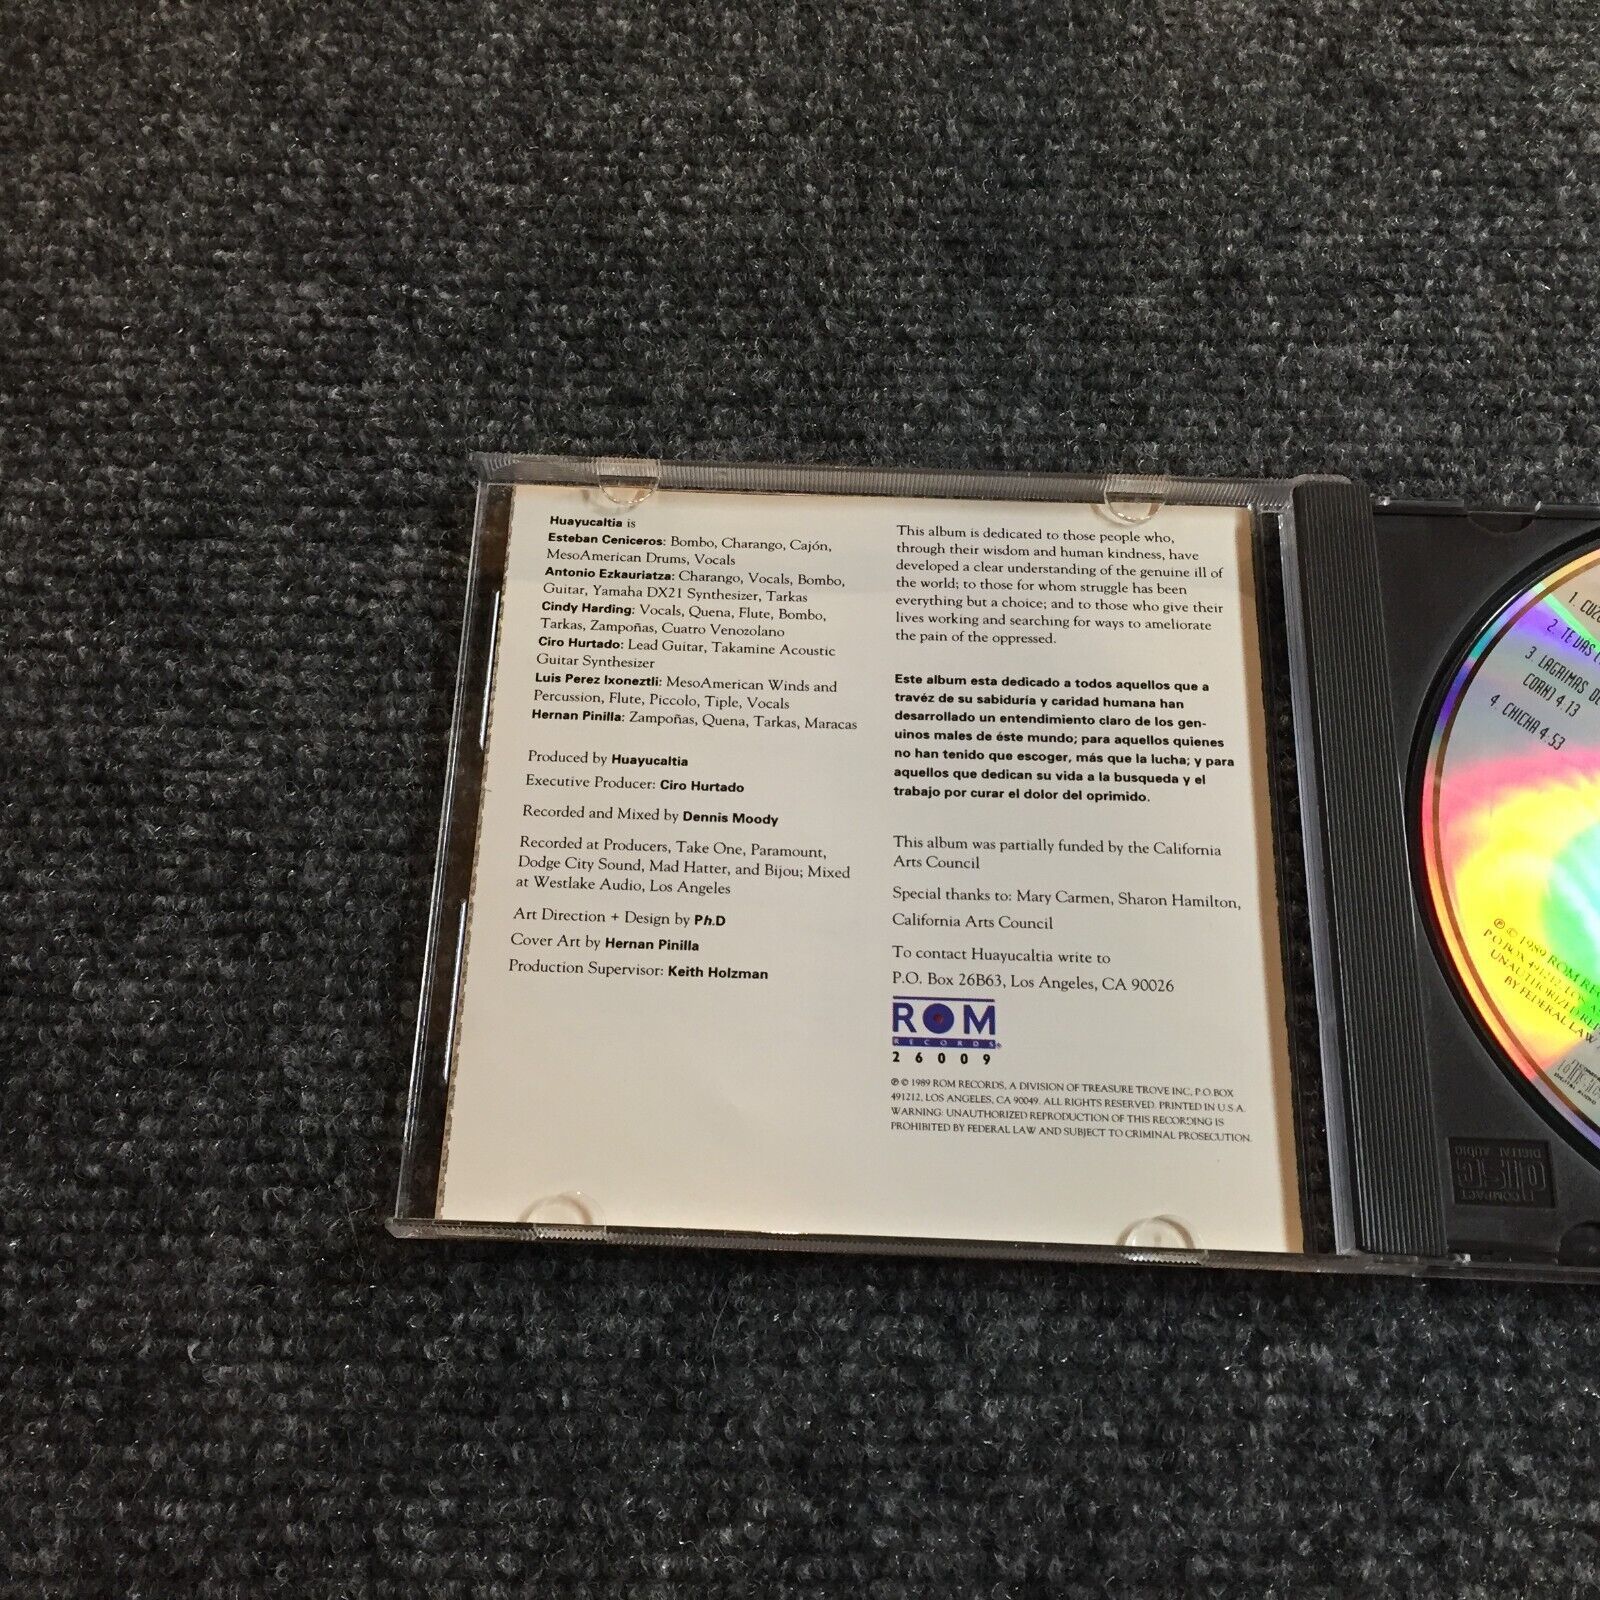 Huayucaltia is
Esteban Ceniceros: Bombo, Charango, Cajón,
MesoAmerican Drums, Vocals
Antonio Ezkauriatza: Charango, Vocals, Bombo,
Guitar, Yamaha DX21 Synthesizer, Tarkas
Cindy Harding: Vocals, Quena, Flute, Bombo,
Tarkas, Zampoñas, Cuatro Venozolano
Ciro Hurtado: Lead Guitar, Takamine Acoustic
Guitar Synthesizer
Luis Perez Ixoneztli: MesoAmerican Winds and
Percussion, Flute, Piccolo, Tiple, Vocals
Hernan Pinilla: Zampoñas, Quena, Tarkas, Maracas
Produced by Huayucaltia
Executive Producer: Ciro Hurtado
Recorded and Mixed by Dennis Moody
Recorded at Producers, Take One, Paramount,
Dodge City Sound, Mad Hatter, and Bijou; Mixed
at Westlake Audio, Los Angeles
Art Direction + Design by Ph.D
Cover Art by Hernan Pinilla
Production Supervisor: Keith Holzman
This album is dedicated to those people who,
through their wisdom and human kindness, have
developed a clear understanding of the genuine ill of
the world; to those for whom struggle has been
everything but a choice; and to those who give their
lives working and searching for ways to ameliorate
the pain of the oppressed.
Este album esta dedicado a todos aquellos que a
travéz de su sabiduría y caridad humana han
desarrollado un entendimiento claro de los gen-
uinos males de éste mundo; para aquellos quienes
no han tenido que escoger, más que la lucha; y para
aquellos que dedican su vida a la busqueda y el
trabajo por curar el dolor del oprimido.
This album was partially funded by the California
Arts Council
Special thanks to: Mary Carmen, Sharon Hamilton,
California Arts Council
To contact Huayucaltia write to
P.O. Box 26B63, Los Angeles, CA 90026
ROM
RECORDS®
26009
℗ © 1989 ROM RECORDS, A DIVISION OF TREASURE TROVE INC, P.O. BOX
491212, LOS ANGELES, CA 90049. ALL RIGHTS RESERVED. PRINTED IN U.S.A.
WARNING: UNAUTHORIZED REPRODUCTION OF THIS RECORDING IS
PROHIBITED BY FEDERAL LAW AND SUBJECT TO CRIMINAL PROSECUTION.
1.
2. TE VAS
3. LAGRIMAS
4.13
4. CHICHA 4.53
℗ © 1989 ROM
P.O. BOX 49121
UNAUTHORIZED
BY FEDERAL LAW
COMPACT
disc
DIGITAL AUDIO